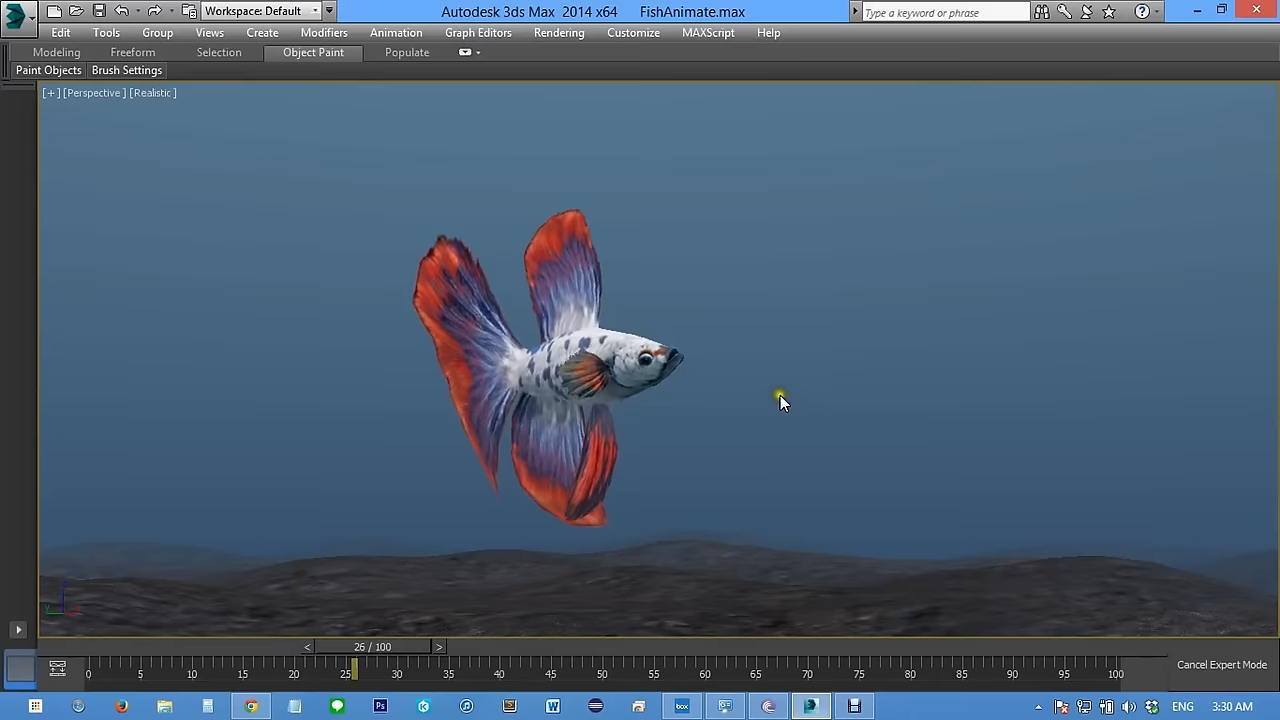 Workspace: Default
Autodesk 3ds Max 2014 x64 FishAnimate.max
Type a keyword or phrase
Edit Tools Group Views Create Modifiers Animation Graph Editors Rendering Customize MAXScript Help
Modeling Freeform Selection Object Paint Populate
Paint Objects Brush Settings
[+] [Perspective ] [Realistic ]
< 26 / 100 >
0 5 10 15 20 25 30 35 40 45 50 55 60 65 70 75 80 85 90 95 100
Cancel Expert Mode
ENG 3:30 AM